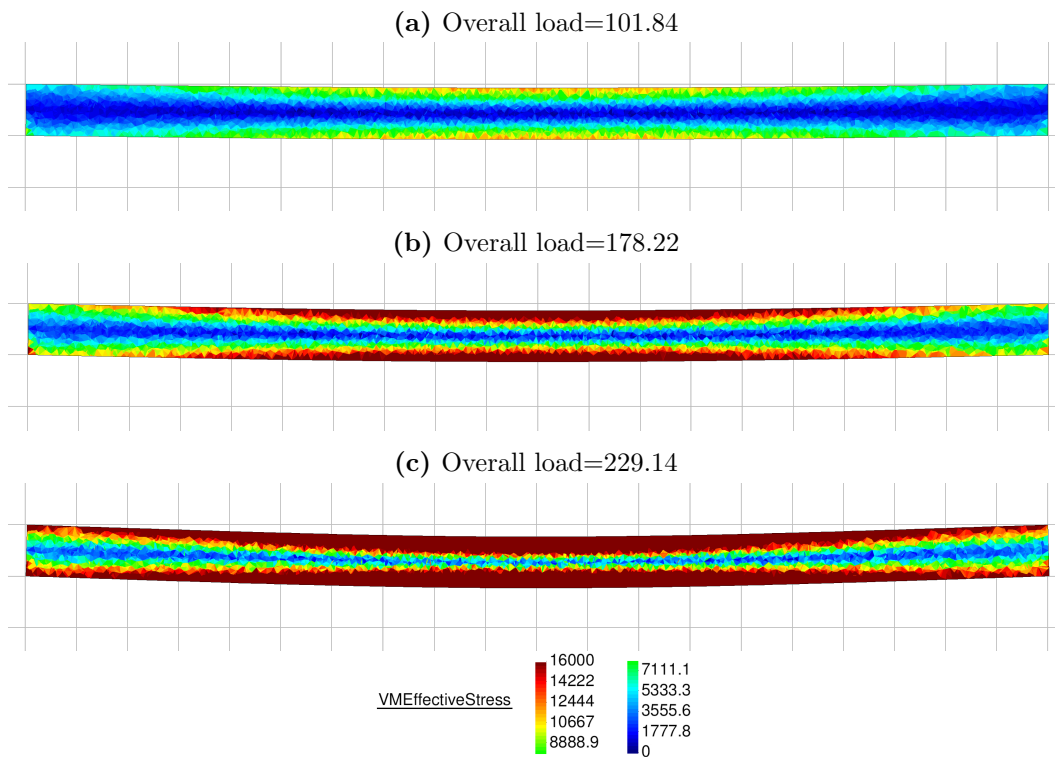 (a) Overall load=101.84
(b) Overall load=178.22
(c) Overall load=229.14
VMEffectiveStress
16000
14222
12444
10667
8888.9
7111.1
5333.3
3555.6
1777.8
0